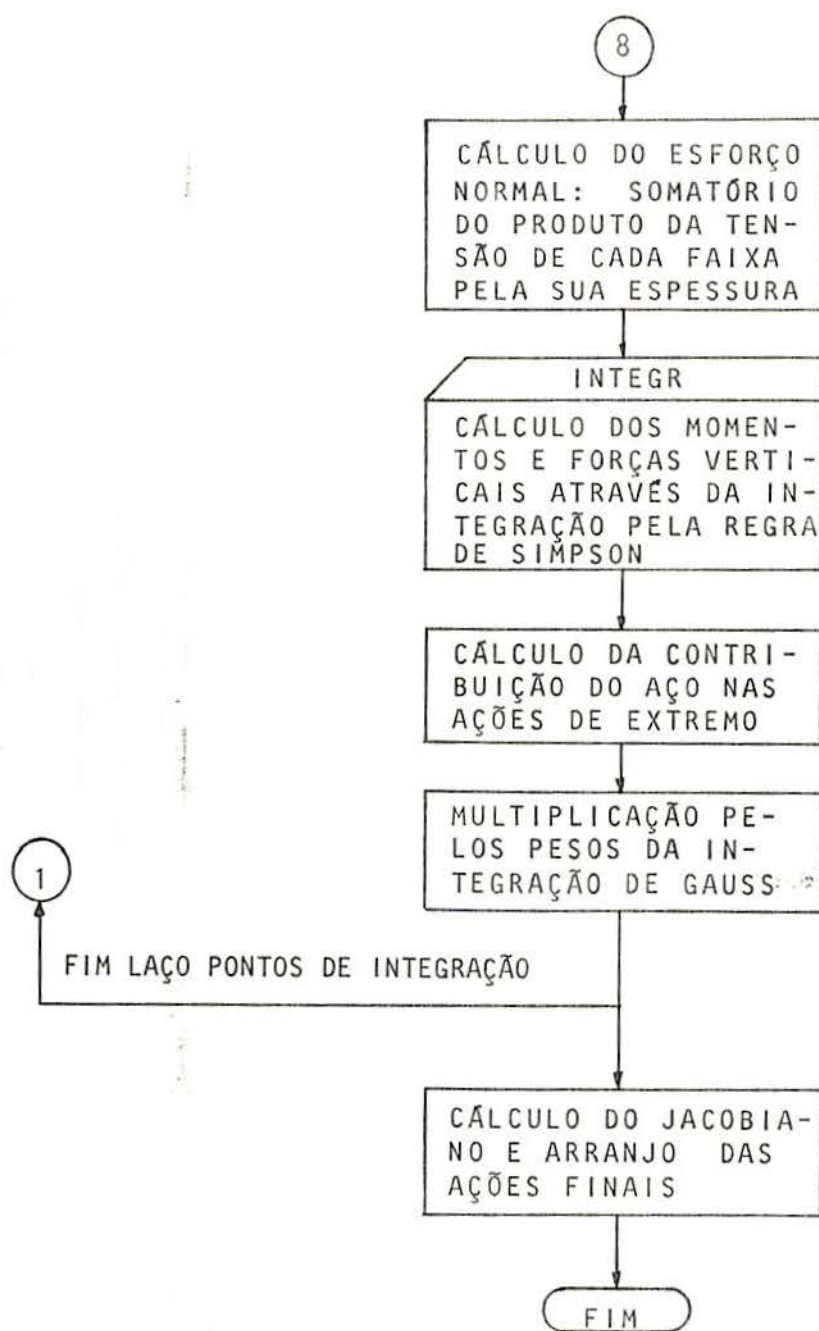 8
CÁLCULO DO ESFORÇO
NORMAL: SOMATÓRIO
DO PRODUTO DA TEN-
SÃO DE CADA FAIXA
PELA SUA ESPESSURA
INTEGR
CÁLCULO DOS MOMEN-
TOS E FORÇAS VERTI-
CAIS ATRAVÉS DA IN-
TEGRAÇÃO PELA REGRA
DE SIMPSON
CÁLCULO DA CONTRI-
BUIÇÃO DO AÇO NAS
AÇÕES DE EXTREMO
MULTIPLICAÇÃO PE-
LOS PESOS DA IN-
TEGRAÇÃO DE GAUSS
1
FIM LAÇO PONTOS DE INTEGRAÇÃO
CÁLCULO DO JACOBIA-
NO E ARRANJO DAS
AÇÕES FINAIS
FIM